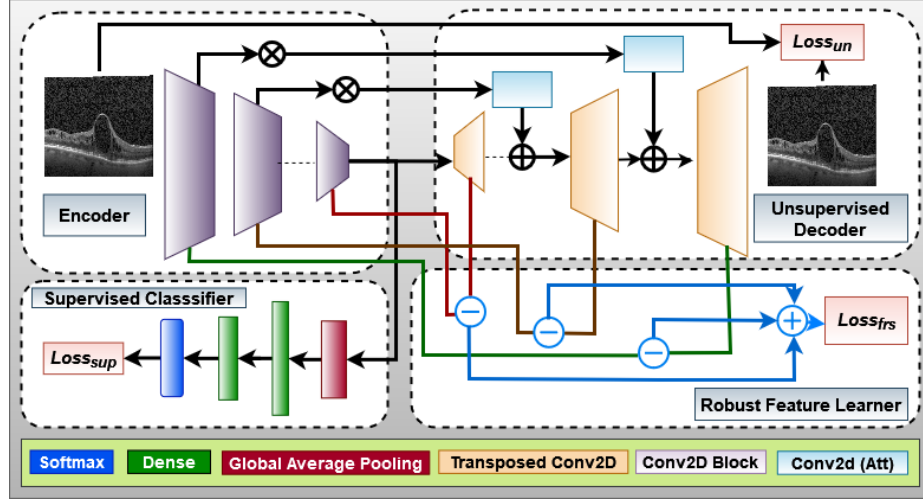 Loss_un
Encoder
Unsupervised
Decoder
Supervised Classsifier
Loss_sup
Loss_frs
Robust Feature Learner
Softmax
Dense
Global Average Pooling
Transposed Conv2D
Conv2D Block
Conv2d (Att)